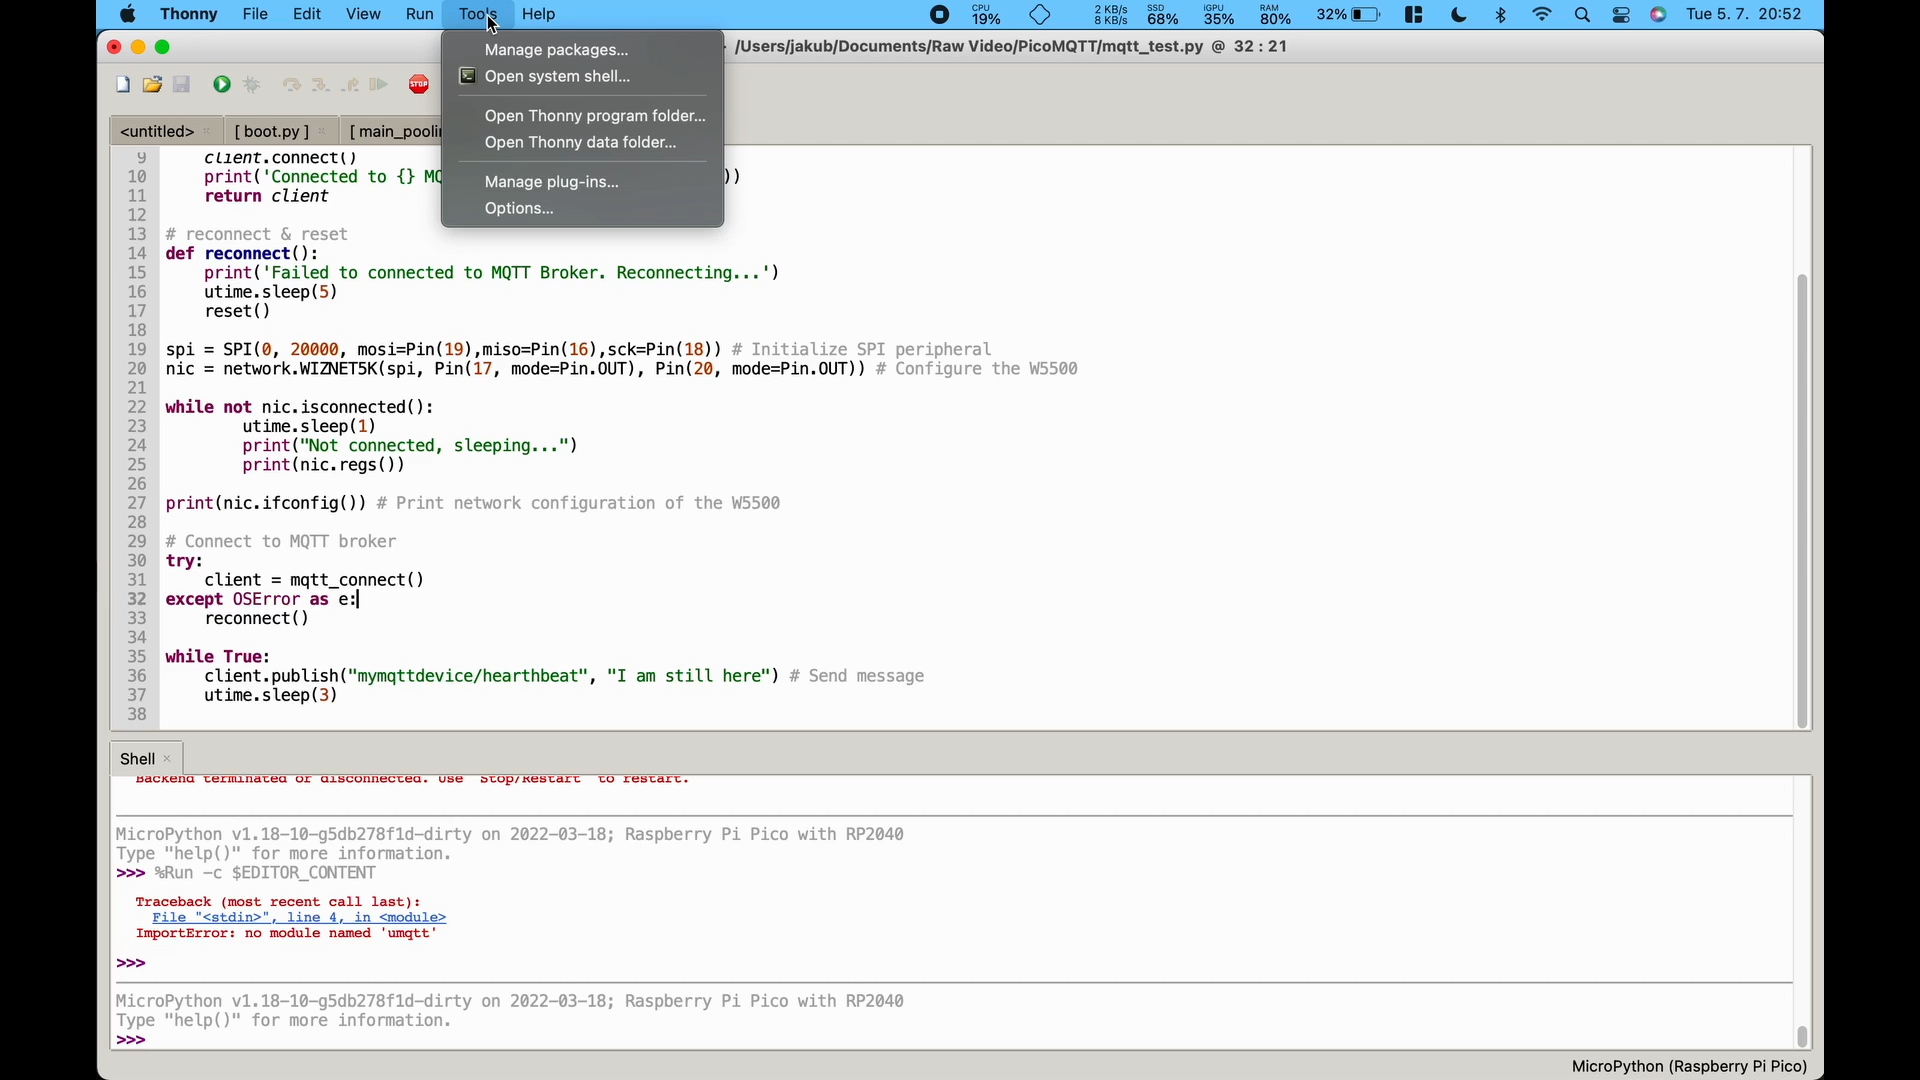 Thonny File Edit View Run Tools Help
CPU 19% 2 KB/s 8 KB/s SSD 68% iGPU 35% RAM 80% 32% Tue 5. 7. 20:52
/Users/jakub/Documents/Raw Video/PicoMQTT/mqtt_test.py @ 32 : 21
Manage packages...
Open system shell...
Open Thonny program folder...
Open Thonny data folder...
Manage plug-ins...
Options...
STOP
<untitled> × [ boot.py ] × [ main_poolin
9 client.connect()
10 print('Connected to {} MQ ))
11 return client
12
13 # reconnect & reset
14 def reconnect():
15 print('Failed to connected to MQTT Broker. Reconnecting...')
16 utime.sleep(5)
17 reset()
18
19 spi = SPI(0, 20000, mosi=Pin(19),miso=Pin(16),sck=Pin(18)) # Initialize SPI peripheral
20 nic = network.WIZNET5K(spi, Pin(17, mode=Pin.OUT), Pin(20, mode=Pin.OUT)) # Configure the W5500
21
22 while not nic.isconnected():
23 utime.sleep(1)
24 print("Not connected, sleeping...")
25 print(nic.regs())
26
27 print(nic.ifconfig()) # Print network configuration of the W5500
28
29 # Connect to MQTT broker
30 try:
31 client = mqtt_connect()
32 except OSError as e:
33 reconnect()
34
35 while True:
36 client.publish("mymqttdevice/hearthbeat", "I am still here") # Send message
37 utime.sleep(3)
38
Shell ×
Backend terminated or disconnected. Use 'Stop/Restart' to restart.
MicroPython v1.18-10-g5db278f1d-dirty on 2022-03-18; Raspberry Pi Pico with RP2040
Type "help()" for more information.
>>> %Run -c $EDITOR_CONTENT
Traceback (most recent call last):
File "<stdin>", line 4, in <module>
ImportError: no module named 'umqtt'
>>>
MicroPython v1.18-10-g5db278f1d-dirty on 2022-03-18; Raspberry Pi Pico with RP2040
Type "help()" for more information.
>>>
MicroPython (Raspberry Pi Pico)